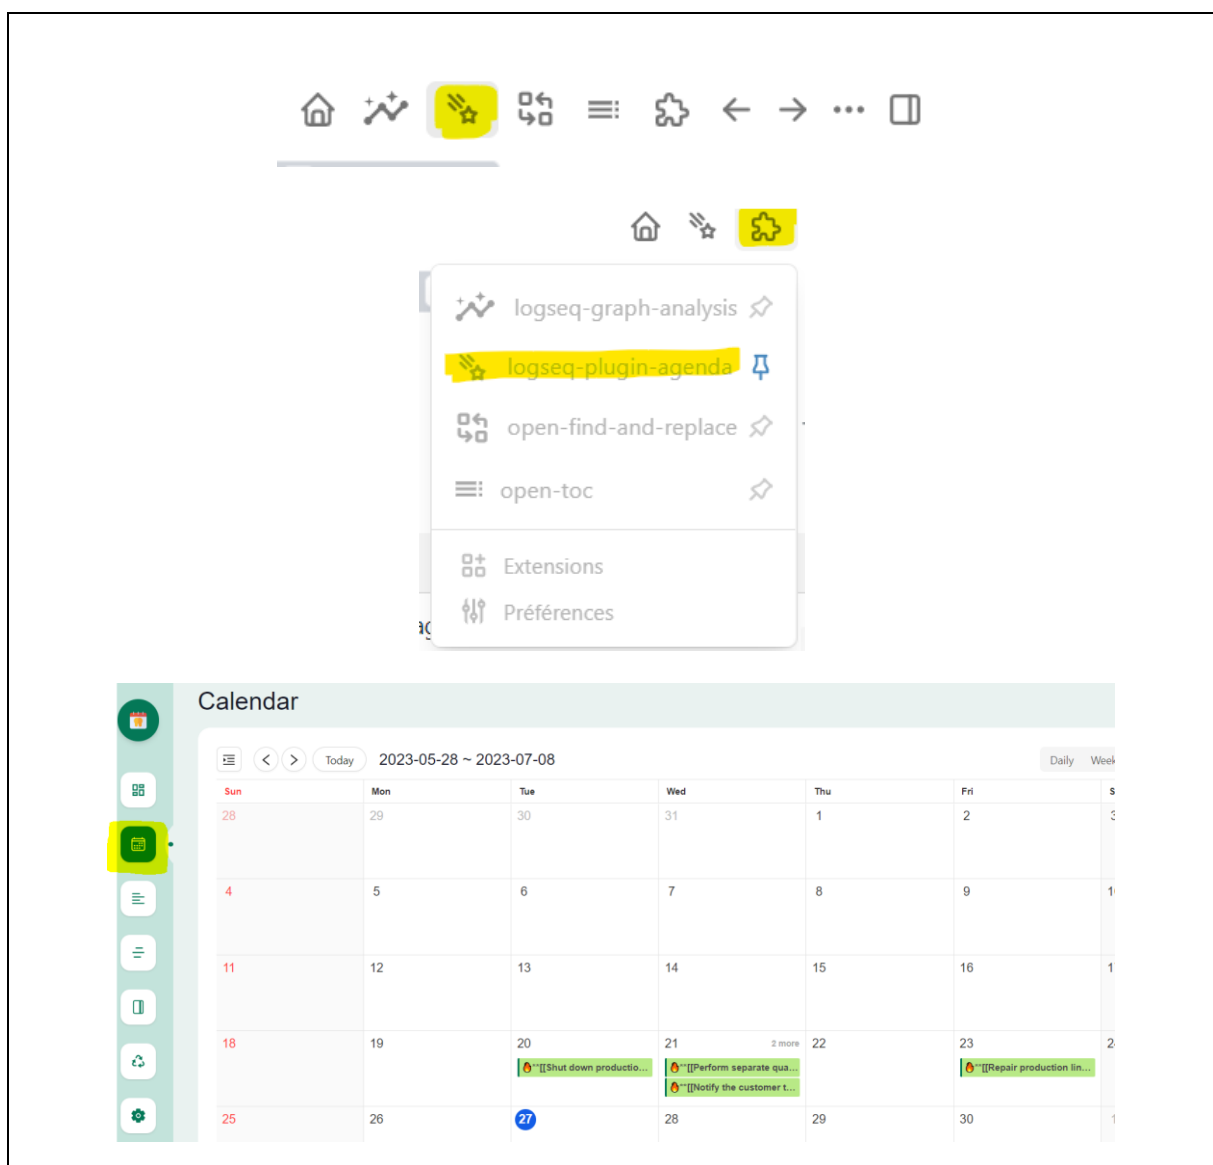 logseq-graph-analysis
logseq-plugin-agenda
open-find-and-replace
open-toc
Extensions
Préférences
Calendar
Today 2023-05-28 ~ 2023-07-08 Daily
Sun Mon Tue Wed Thu Fri
28 29 30 31 1 2
4 5 6 7 8 9
11 12 13 14 15 16
18 19 20 21 2 more 22 23
**[[Shut down productio... **[[Perform separate qua... **[[Repair production lin...
**[[Notify the customer t...
25 26 27 28 29 30